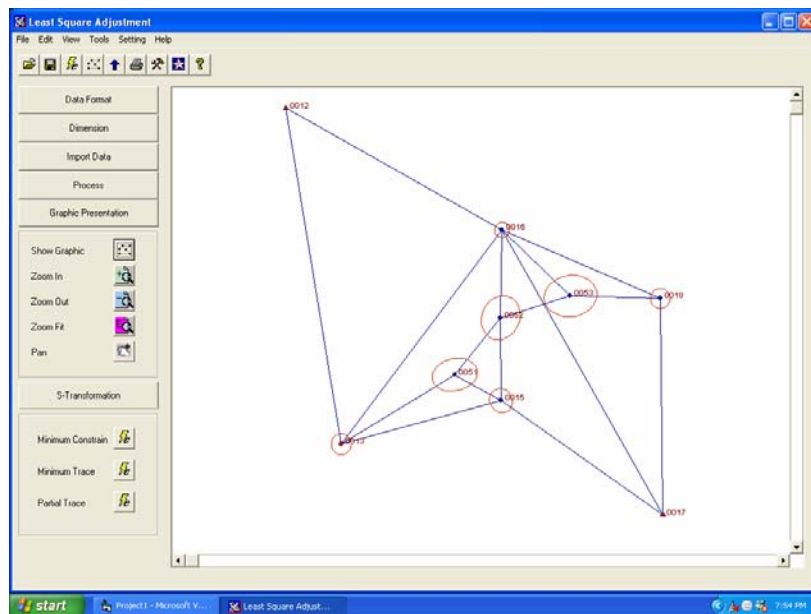 Least Square Adjustment
File Edit View Tools Setting Help
Data Format
Dimension
Import Data
Process
Graphic Presentation
Show Graphic
Zoom In
Zoom Out
Zoom Fit
Pan
S-Transformation
Minimum Constrain
Minimum Trace
Partial Trace
0012
0016
0053
0018
0052
0051
0015
0013
0017
start
Project1 - Microsoft V...
Least Square Adjust...
7:54 PM